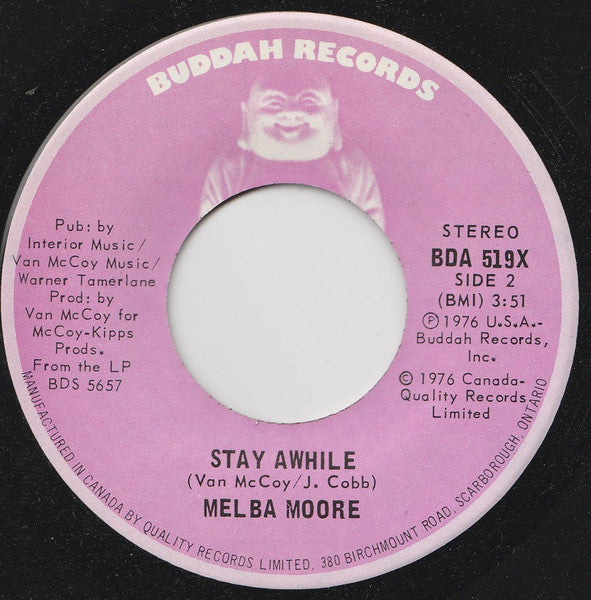 BUDDAH RECORDS
Pub: by
Interior Music/
Van McCoy Music/
Warner Tamerlane
Prod: by
Van McCoy for
McCoy-Kipps
Prods.
From the LP
BDS 5657
STEREO
BDA 519X
SIDE 2
(BMI) 3:51
Ⓟ 1976 U.S.A.-
Buddah Records,
Inc.
© 1976 Canada-
Quality Records
Limited
STAY AWHILE
(Van McCoy/J. Cobb)
MELBA MOORE
MANUFACTURED IN CANADA BY QUALITY RECORDS LIMITED, 380 BIRCHMOUNT ROAD, SCARBOROUGH, ONTARIO